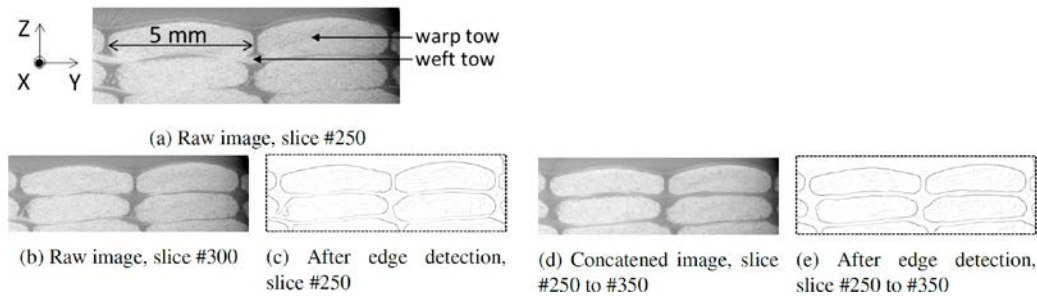 Z
X
Y
5 mm
warp tow
weft tow
(a) Raw image, slice #250
(b) Raw image, slice #300
(c) After edge detection,
slice #250
(d) Concatened image, slice
#250 to #350
(e) After edge detection,
slice #250 to #350